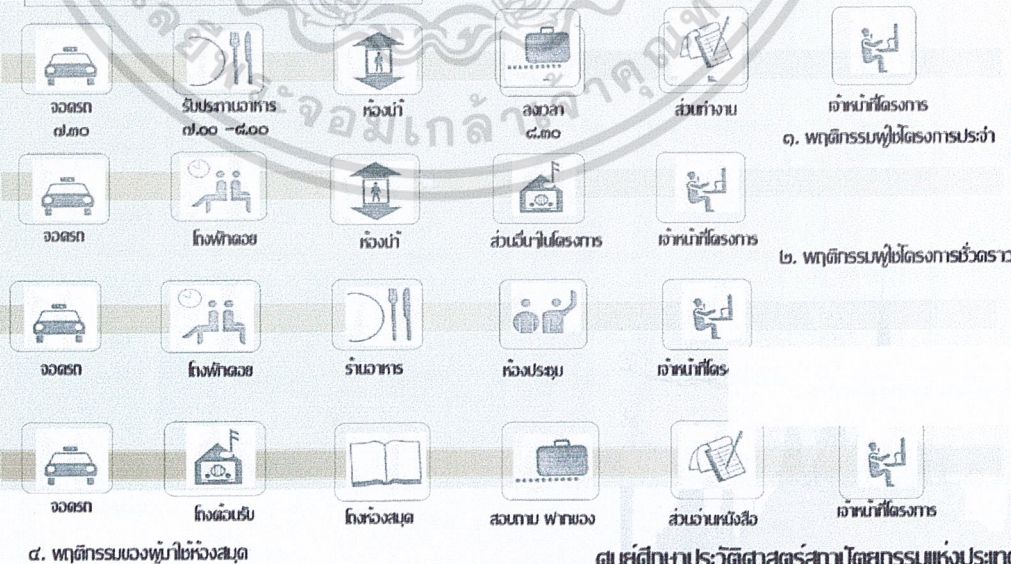 จอดรถ
๗.๓๐
รับประทานอาหาร
๗.๐๐ -๘.๐๐
ห้องน้ำ
ลงเวลา
๘.๓๐
ส่วนทำงาน
เจ้าหน้าที่โครงการ
๑. พฤติกรรมผู้ใช้โครงการประจำ
จอดรถ
โถงพักคอย
ห้องน้ำ
ส่วนอื่นๆในโครงการ
เจ้าหน้าที่โครงการ
๒. พฤติกรรมผู้ใช้โครงการชั่วคราว
จอดรถ
โถงพักคอย
ร้านอาหาร
ห้องประชุม
เจ้าหน้าที่โคร
จอดรถ
โถงต้อนรับ
โถงห้องสมุด
สอบถาม ฝากของ
ส่วนอ่านหนังสือ
เจ้าหน้าที่โครงการ
๔. พฤติกรรมของผู้มาใช้ห้องสมุด
ศูนย์ศึกษาประวัติศาสตร์สถาปัตยกรรมแห่งประเทศ